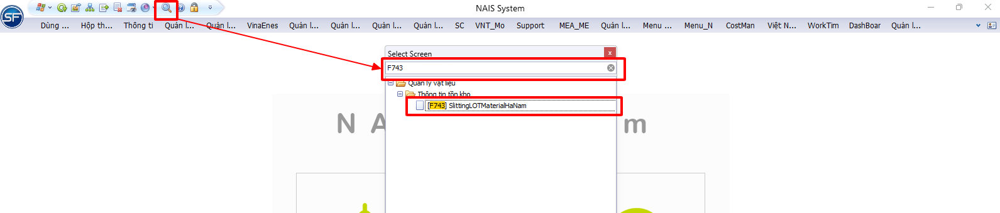 NAIS System
SF
Dùng ... Hộp th... Thông ti Quản l... Quản l... VinaEnes Quản l... Quản l... Quản l... Quản l... SC VNT_Mo Support MEA_ME Quản l... Menu ... Menu_N CostMan Việt N... WorkTim DashBoar Quản l...
Select Screen
x
F743
Quản lý vật liệu
Thông tin tồn kho
[F743] SlittingLOTMaterialHaNam
N A m